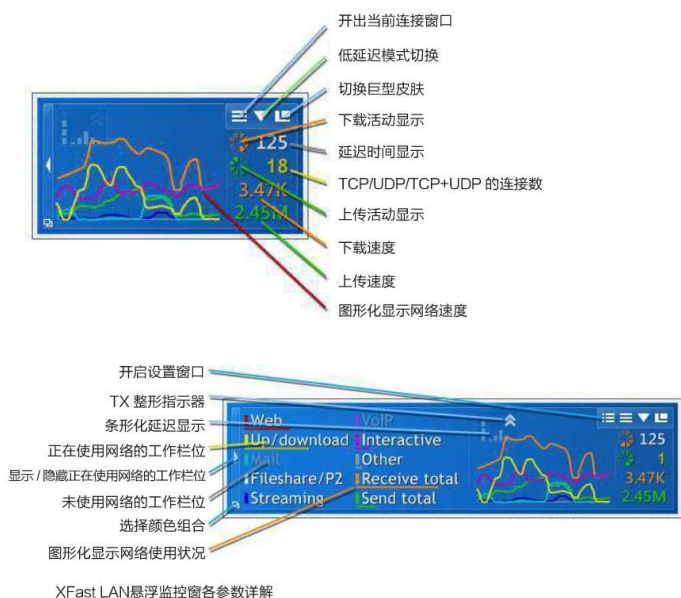 开出当前连接窗口
低延迟模式切换
切换巨型皮肤
下载活动显示
延迟时间显示
TCP/UDP/TCP+UDP 的连接数
上传活动显示
下载速度
上传速度
图形化显示网络速度
125
18
3.47K
2.45M
开启设置窗口
TX 整形指示器
条形化延迟显示
正在使用网络的工作栏位
显示/隐藏正在使用网络的工作栏位
未使用网络的工作栏位
选择颜色组合
图形化显示网络使用状况
Web
VoIP
Up/download
Interactive
Mail
Other
Fileshare/P2
Receive total
Streaming
Send total
125
1
3.47K
2.45M
XFast LAN悬浮监控窗各参数详解